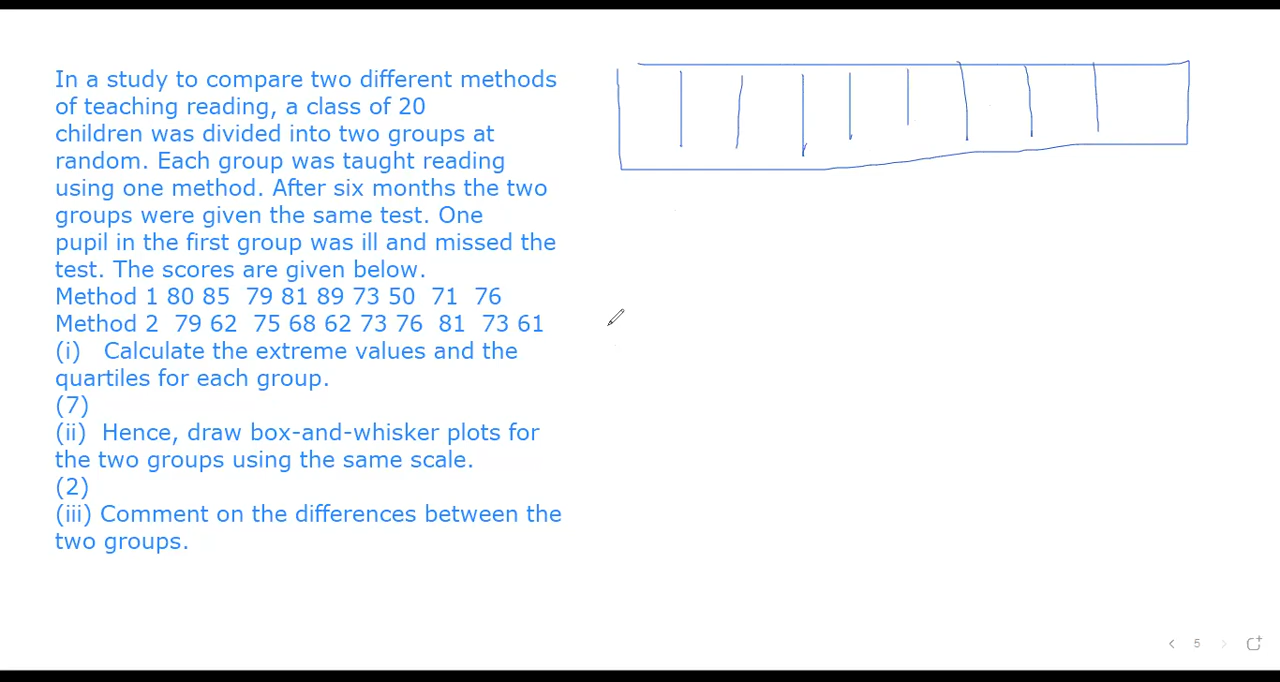 In a study to compare two different methods
of teaching reading, a class of 20
children was divided into two groups at
random. Each group was taught reading
using one method. After six months the two
groups were given the same test. One
pupil in the first group was ill and missed the
test. The scores are given below.
Method 1 80 85  79 81 89 73 50  71  76
Method 2  79 62  75 68 62 73 76  81  73 61
(i)   Calculate the extreme values and the
quartiles for each group.
(7)
(ii)  Hence, draw box-and-whisker plots for
the two groups using the same scale.
(2)
(iii) Comment on the differences between the
two groups.
5